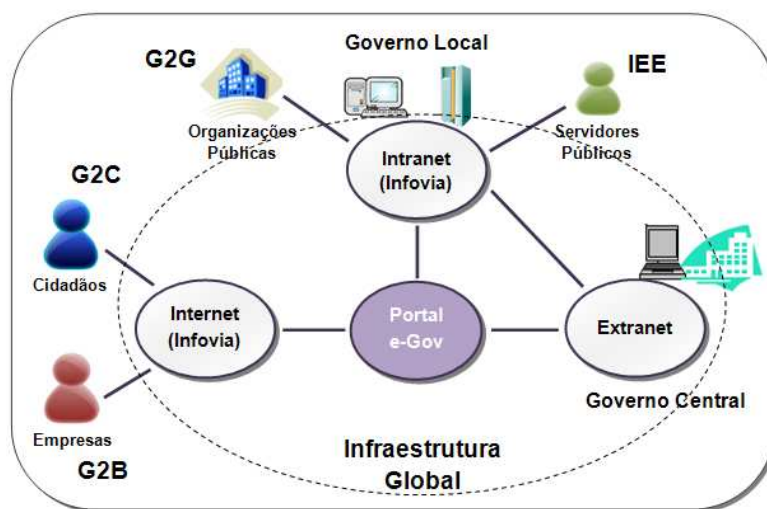 Governo Local
G2G
IEE
Organizações
Públicas
Servidores
Públicos
Intranet
(Infovia)
G2C
Cidadãos
Internet
(Infovia)
Portal
e-Gov
Extranet
Governo Central
Empresas
G2B
Infraestrutura
Global